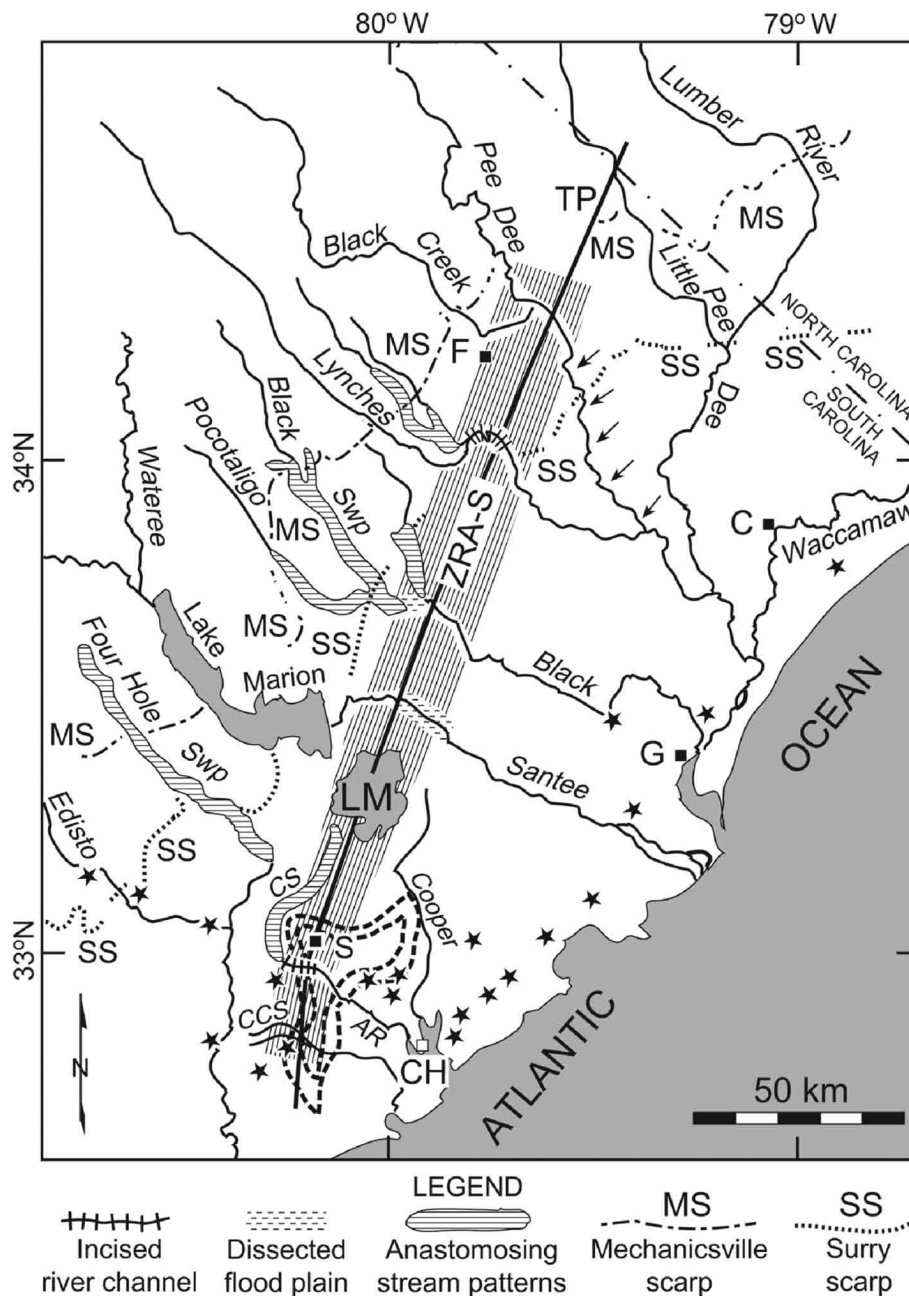 80° W
79° W
Lumber
River
Pee
Dee
TP
MS
MS
Black
Creek
Little Pee
Dee
NORTH CAROLINA
SOUTH
CAROLINA
MS
F
SS
SS
Lynches
Black
Pocotaligo
34°N
SS
Wateree
Swp
MS
ZRA-S
C
Waccamaw
MS
SS
Lake
Marion
Four
Hole
Swp
MS
Black
G
OCEAN
Santee
LM
Edisto
SS
CS
Cooper
33°N
SS
S
CCS
AR
N
CH
ATLANTIC
50 km
LEGEND
MS
SS
Incised
river channel
Dissected
flood plain
Anastomosing
stream patterns
Mechanicsville
scarp
Surry
scarp